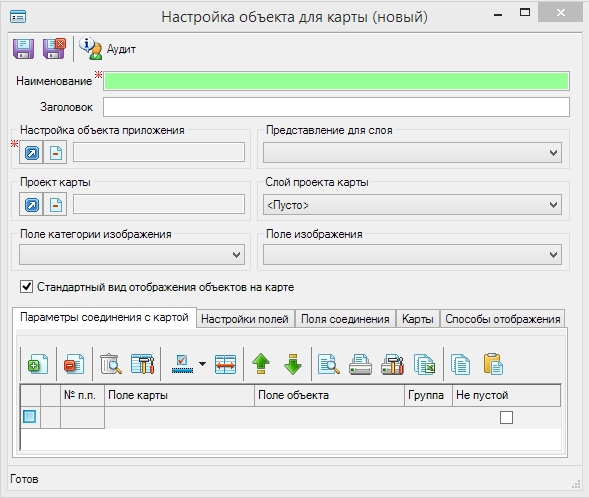 Настройка объекта для карты (новый)
Аудит
Наименование
Заголовок
Настройка объекта приложения
Представление для слоя
Проект карты
Слой проекта карты
<Пусто>
Поле категории изображения
Поле изображения
Стандартный вид отображения объектов на карте
Параметры соединения с картой Настройки полей Поля соединения Карты Способы отображения
№ п.п. Поле карты Поле объекта Группа Не пустой
Готов